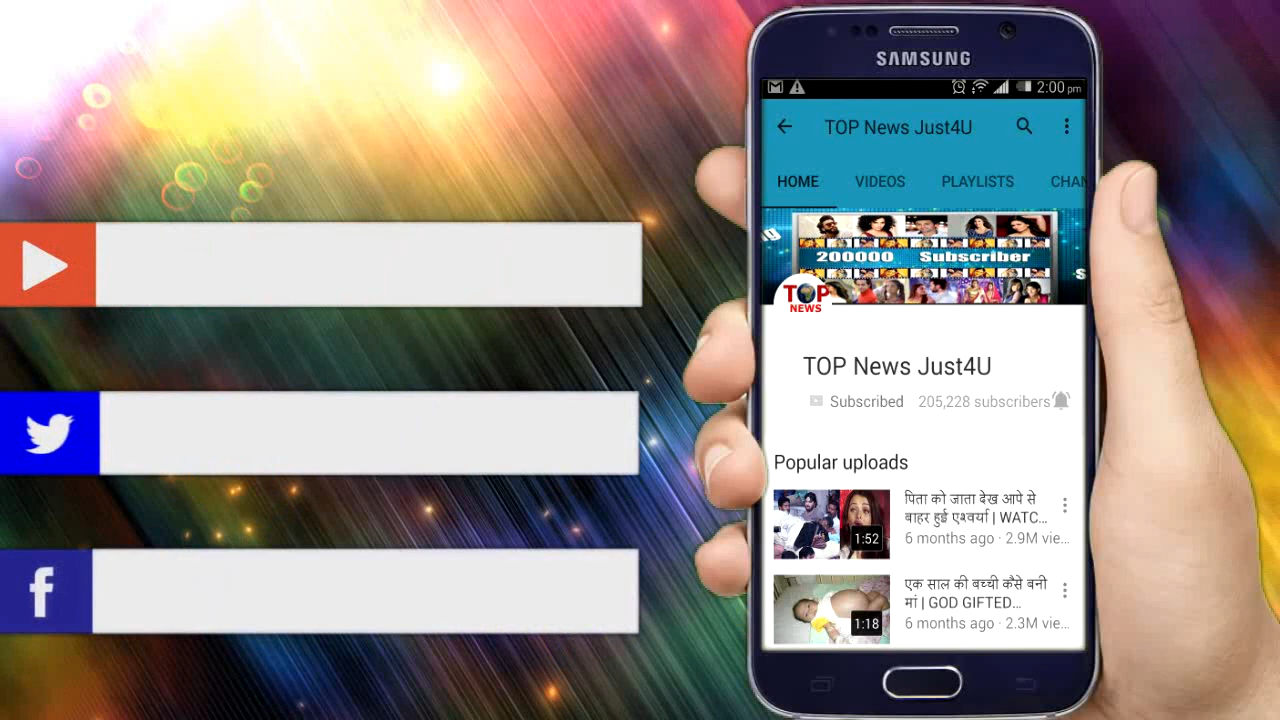 SAMSUNG
2:00 pm
TOP News Just4U
HOME VIDEOS PLAYLISTS CHAN
200000 Subscriber
TOP
NEWS
TOP News Just4U
Subscribed 205,228 subscribers
Popular uploads
पिता को जाता देख आपे से
बाहर हुई एश्वर्या | WATC...
6 months ago · 2.9M vie...
1:52
एक साल की बच्ची कैसे बनी
मां | GOD GIFTED...
6 months ago · 2.3M vie...
1:18